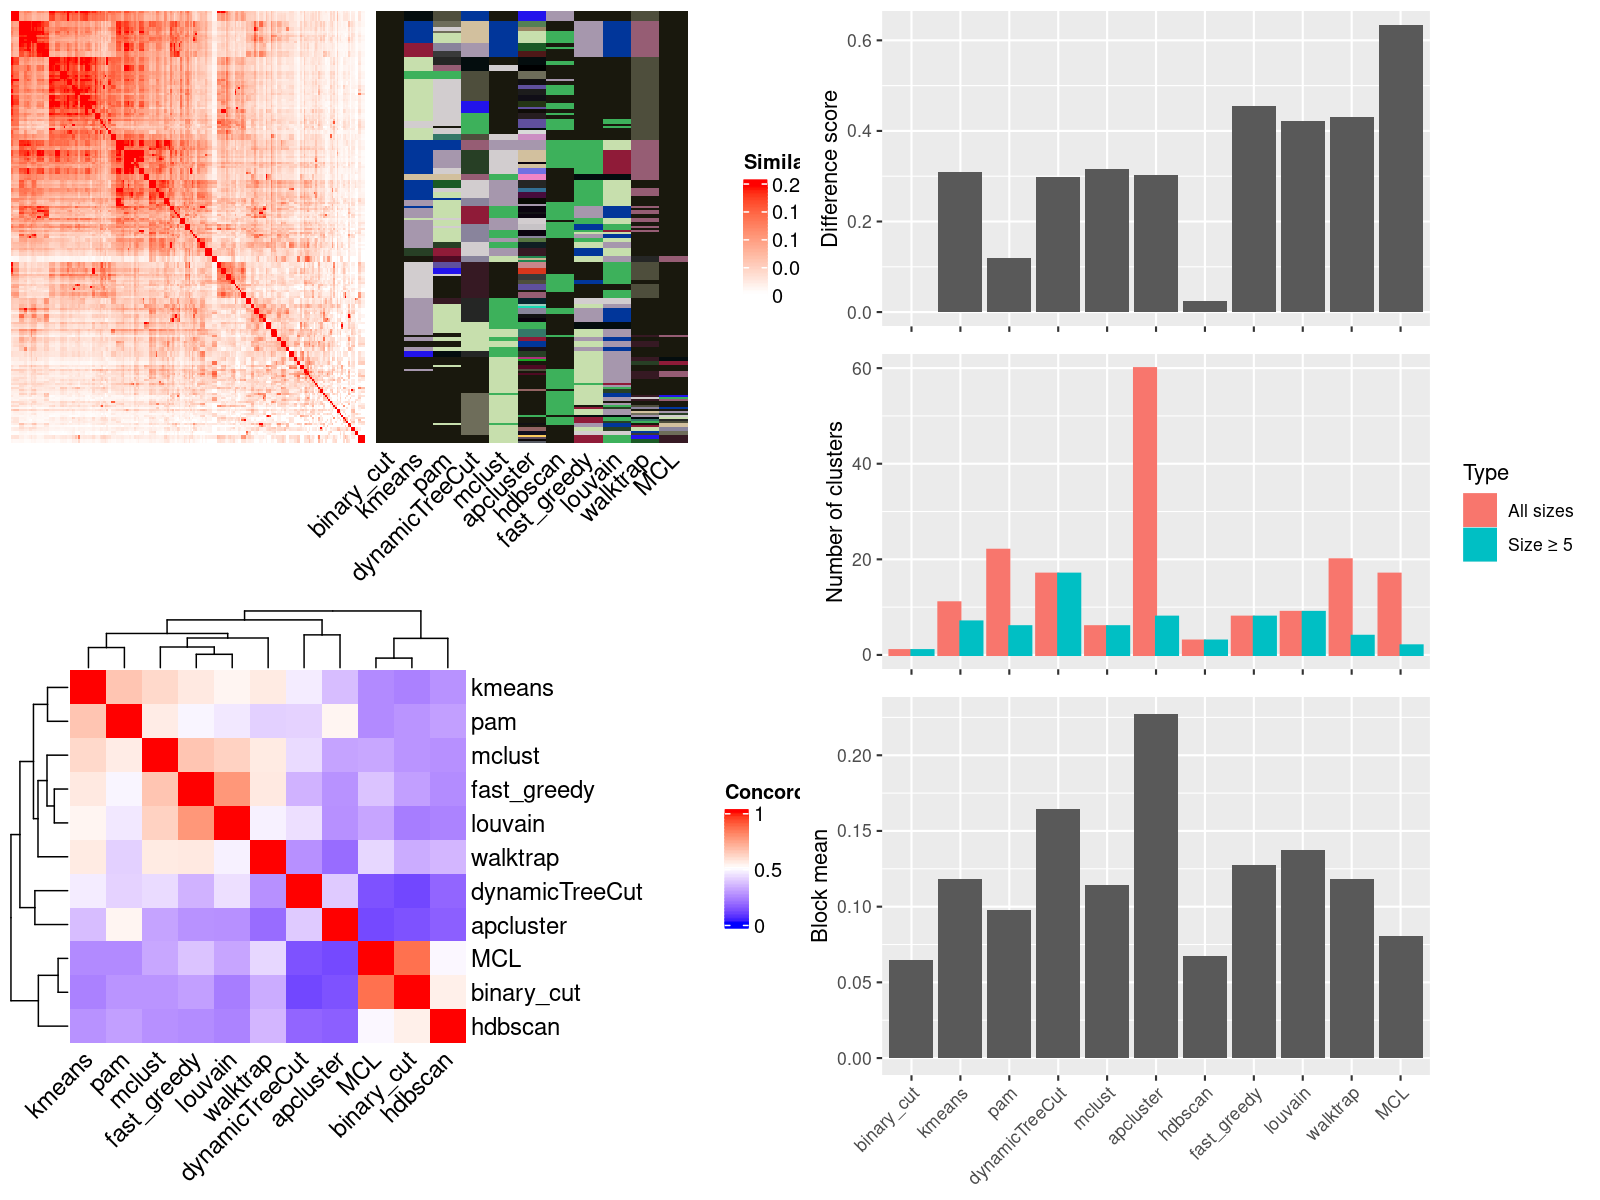 Simila
0.2
0.1
0.1
0.0
0
binary_cut
kmeans
pam
dynamicTreeCut
mclust
apcluster
hdbscan
fast_greedy
louvain
walktrap
MCL
kmeans
pam
mclust
fast_greedy
louvain
walktrap
dynamicTreeCut
apcluster
MCL
binary_cut
hdbscan
kmeans
pam
mclust
fast_greedy
louvain
walktrap
dynamicTreeCut
apcluster
MCL
binary_cut
hdbscan
Concord
1
0.5
0
Difference score
0.6
0.4
0.2
0.0
Number of clusters
60
40
20
0
Type
All sizes
Size ≥ 5
Block mean
0.20
0.15
0.10
0.05
0.00
binary_cut
kmeans
pam
dynamicTreeCut
mclust
apcluster
hdbscan
fast_greedy
louvain
walktrap
MCL